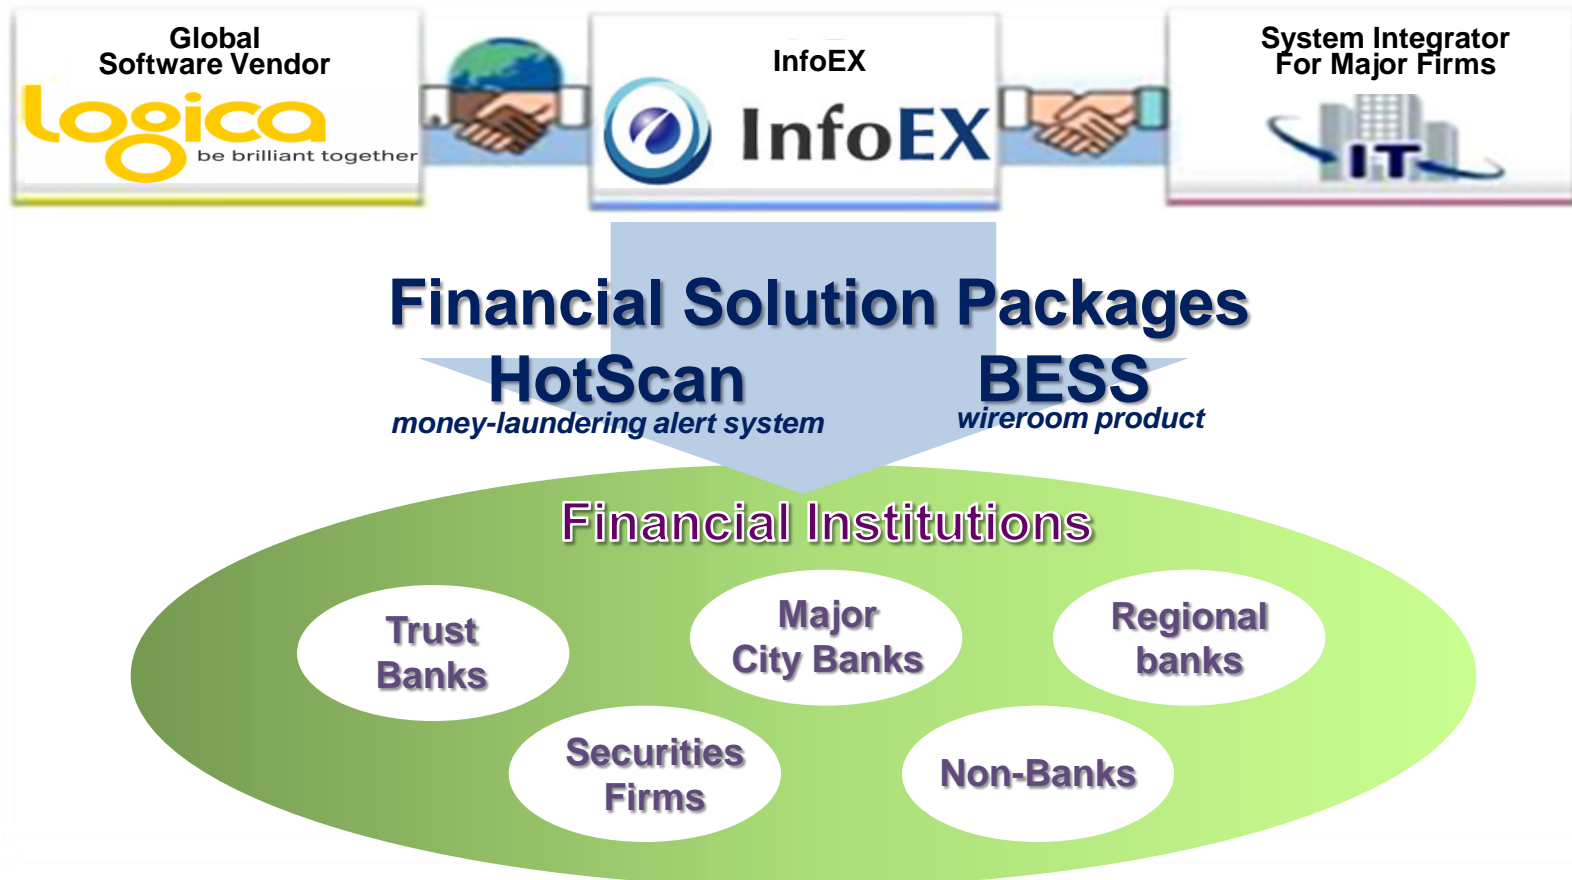 Global
Software Vendor
logica
be brilliant together
InfoEX
InfoEX
System Integrator
For Major Firms
IT
Financial Solution Packages
HotScan
BESS
money-laundering alert system
wireroom product
Financial Institutions
Trust
Banks
Major
City Banks
Regional
banks
Securities
Firms
Non-Banks